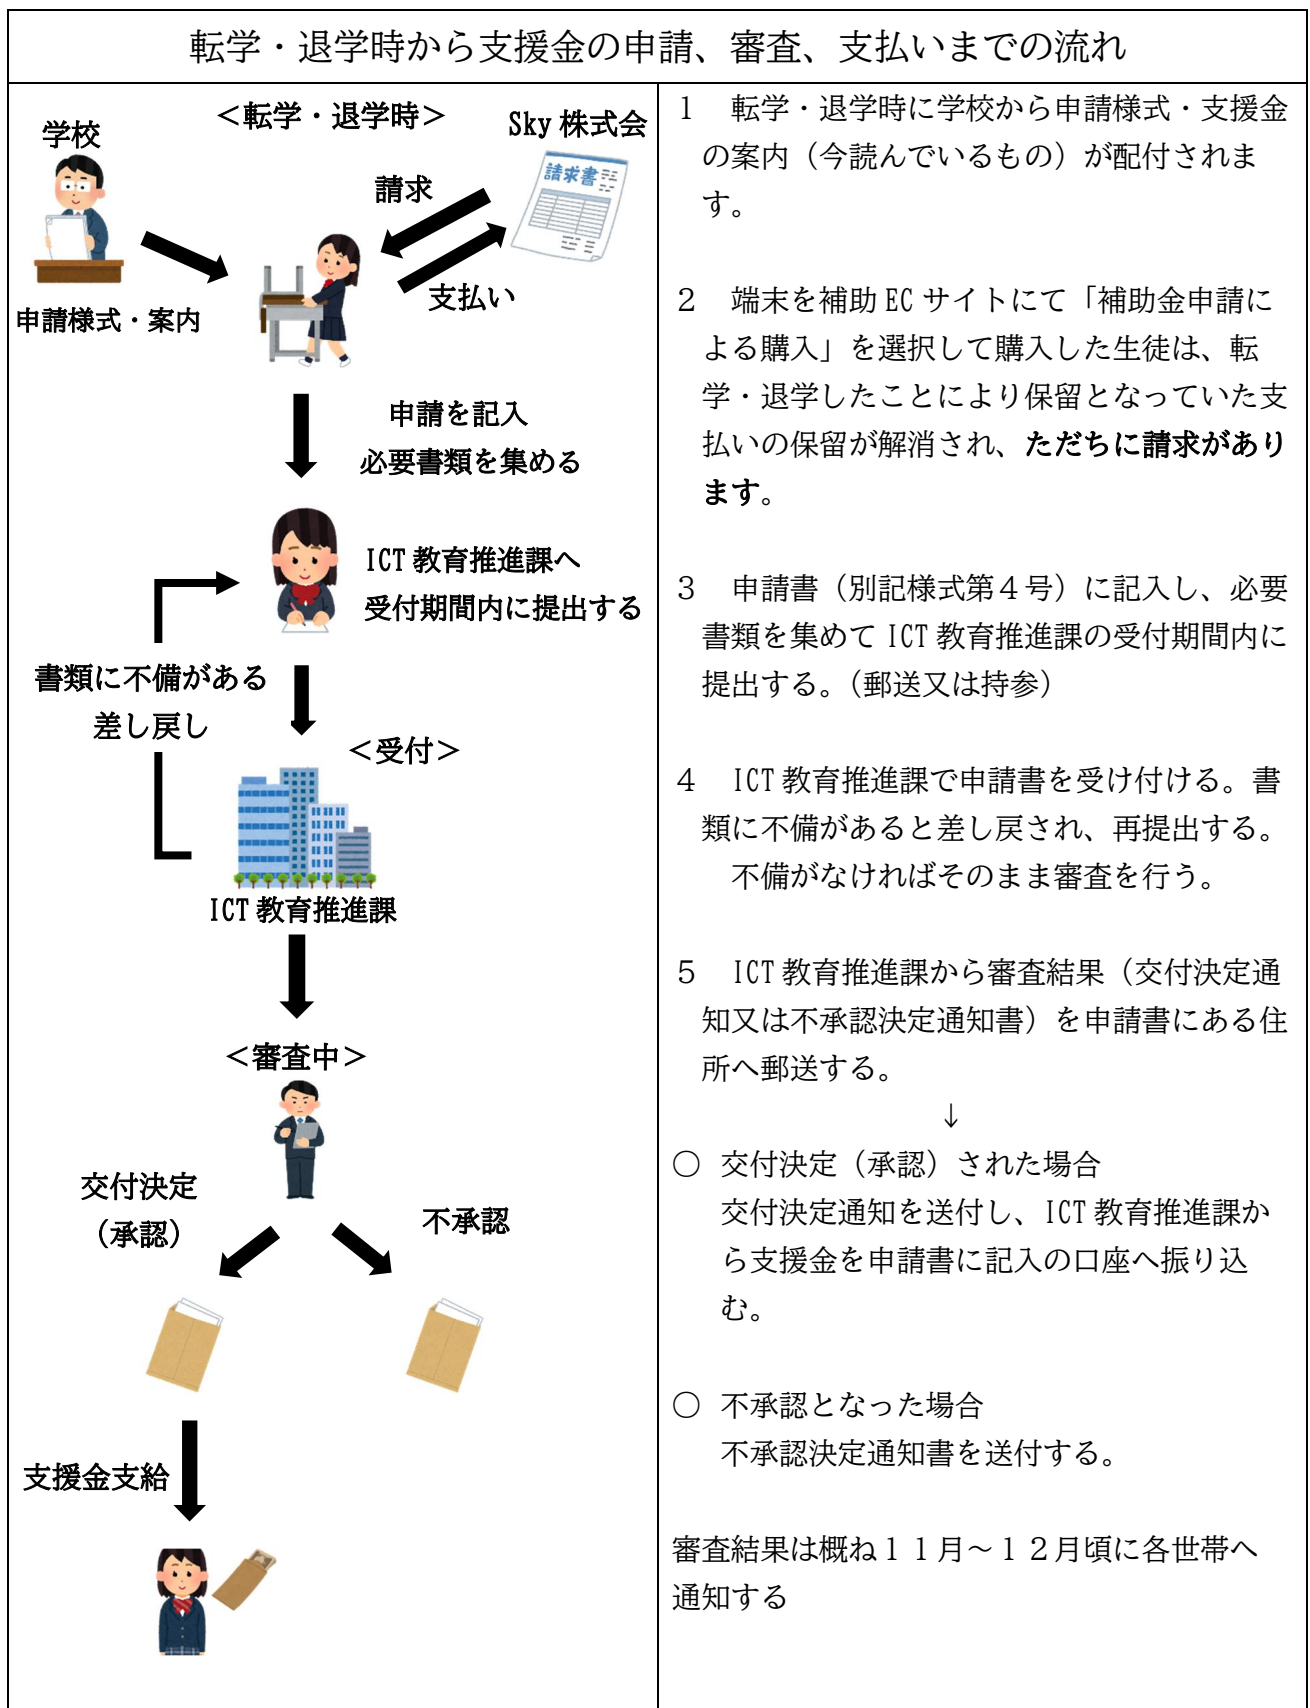 転学・退学時から支援金の申請、審査、支払いまでの流れ
＜転学・退学時＞
学校
Sky 株式会
請求書
請求
支払い
申請様式・案内
申請を記入
必要書類を集める
ICT 教育推進課へ
受付期間内に提出する
書類に不備がある
差し戻し
＜受付＞
ICT 教育推進課
＜審査中＞
交付決定
（承認）
不承認
支援金支給
１　転学・退学時に学校から申請様式・支援金
の案内（今読んでいるもの）が配付されま
す。
２　端末を補助 EC サイトにて「補助金申請に
よる購入」を選択して購入した生徒は、転
学・退学したことにより保留となっていた支
払いの保留が解消され、ただちに請求があり
ます。
３　申請書（別記様式第４号）に記入し、必要
書類を集めて ICT 教育推進課の受付期間内に
提出する。（郵送又は持参）
４　ICT 教育推進課で申請書を受け付ける。書
類に不備があると差し戻され、再提出する。
不備がなければそのまま審査を行う。
５　ICT 教育推進課から審査結果（交付決定通
知又は不承認決定通知書）を申請書にある住
所へ郵送する。
↓
○ 交付決定（承認）された場合
交付決定通知を送付し、ICT 教育推進課か
ら支援金を申請書に記入の口座へ振り込
む。
○ 不承認となった場合
不承認決定通知書を送付する。
審査結果は概ね１１月～１２月頃に各世帯へ
通知する